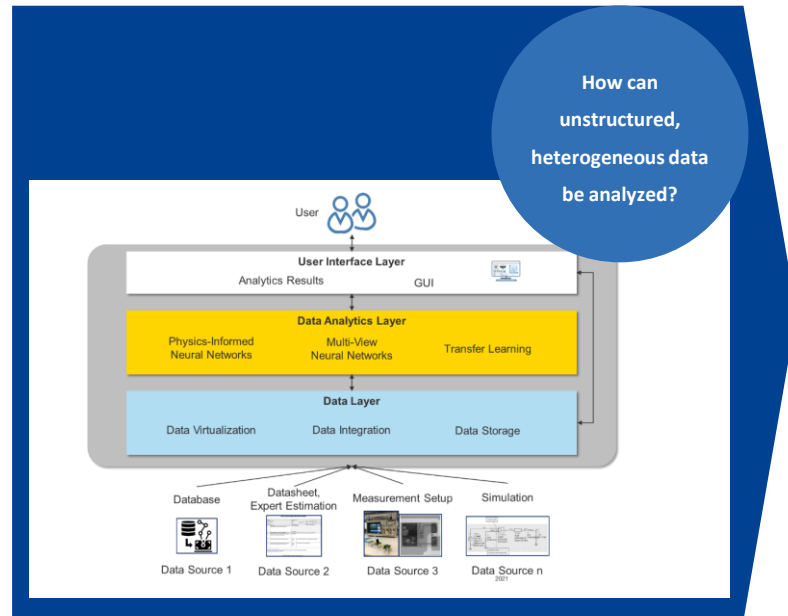 How can
unstructured,
heterogeneous data
be analyzed?
User
User Interface Layer
Analytics Results
GUI
Data Analytics Layer
Physics-Informed
Neural Networks
Multi-View
Neural Networks
Transfer Learning
Data Layer
Data Virtualization
Data Integration
Data Storage
Database
Datasheet,
Expert Estimation
Measurement Setup
Simulation
Data Source 1
Data Source 2
Data Source 3
Data Source n
2021